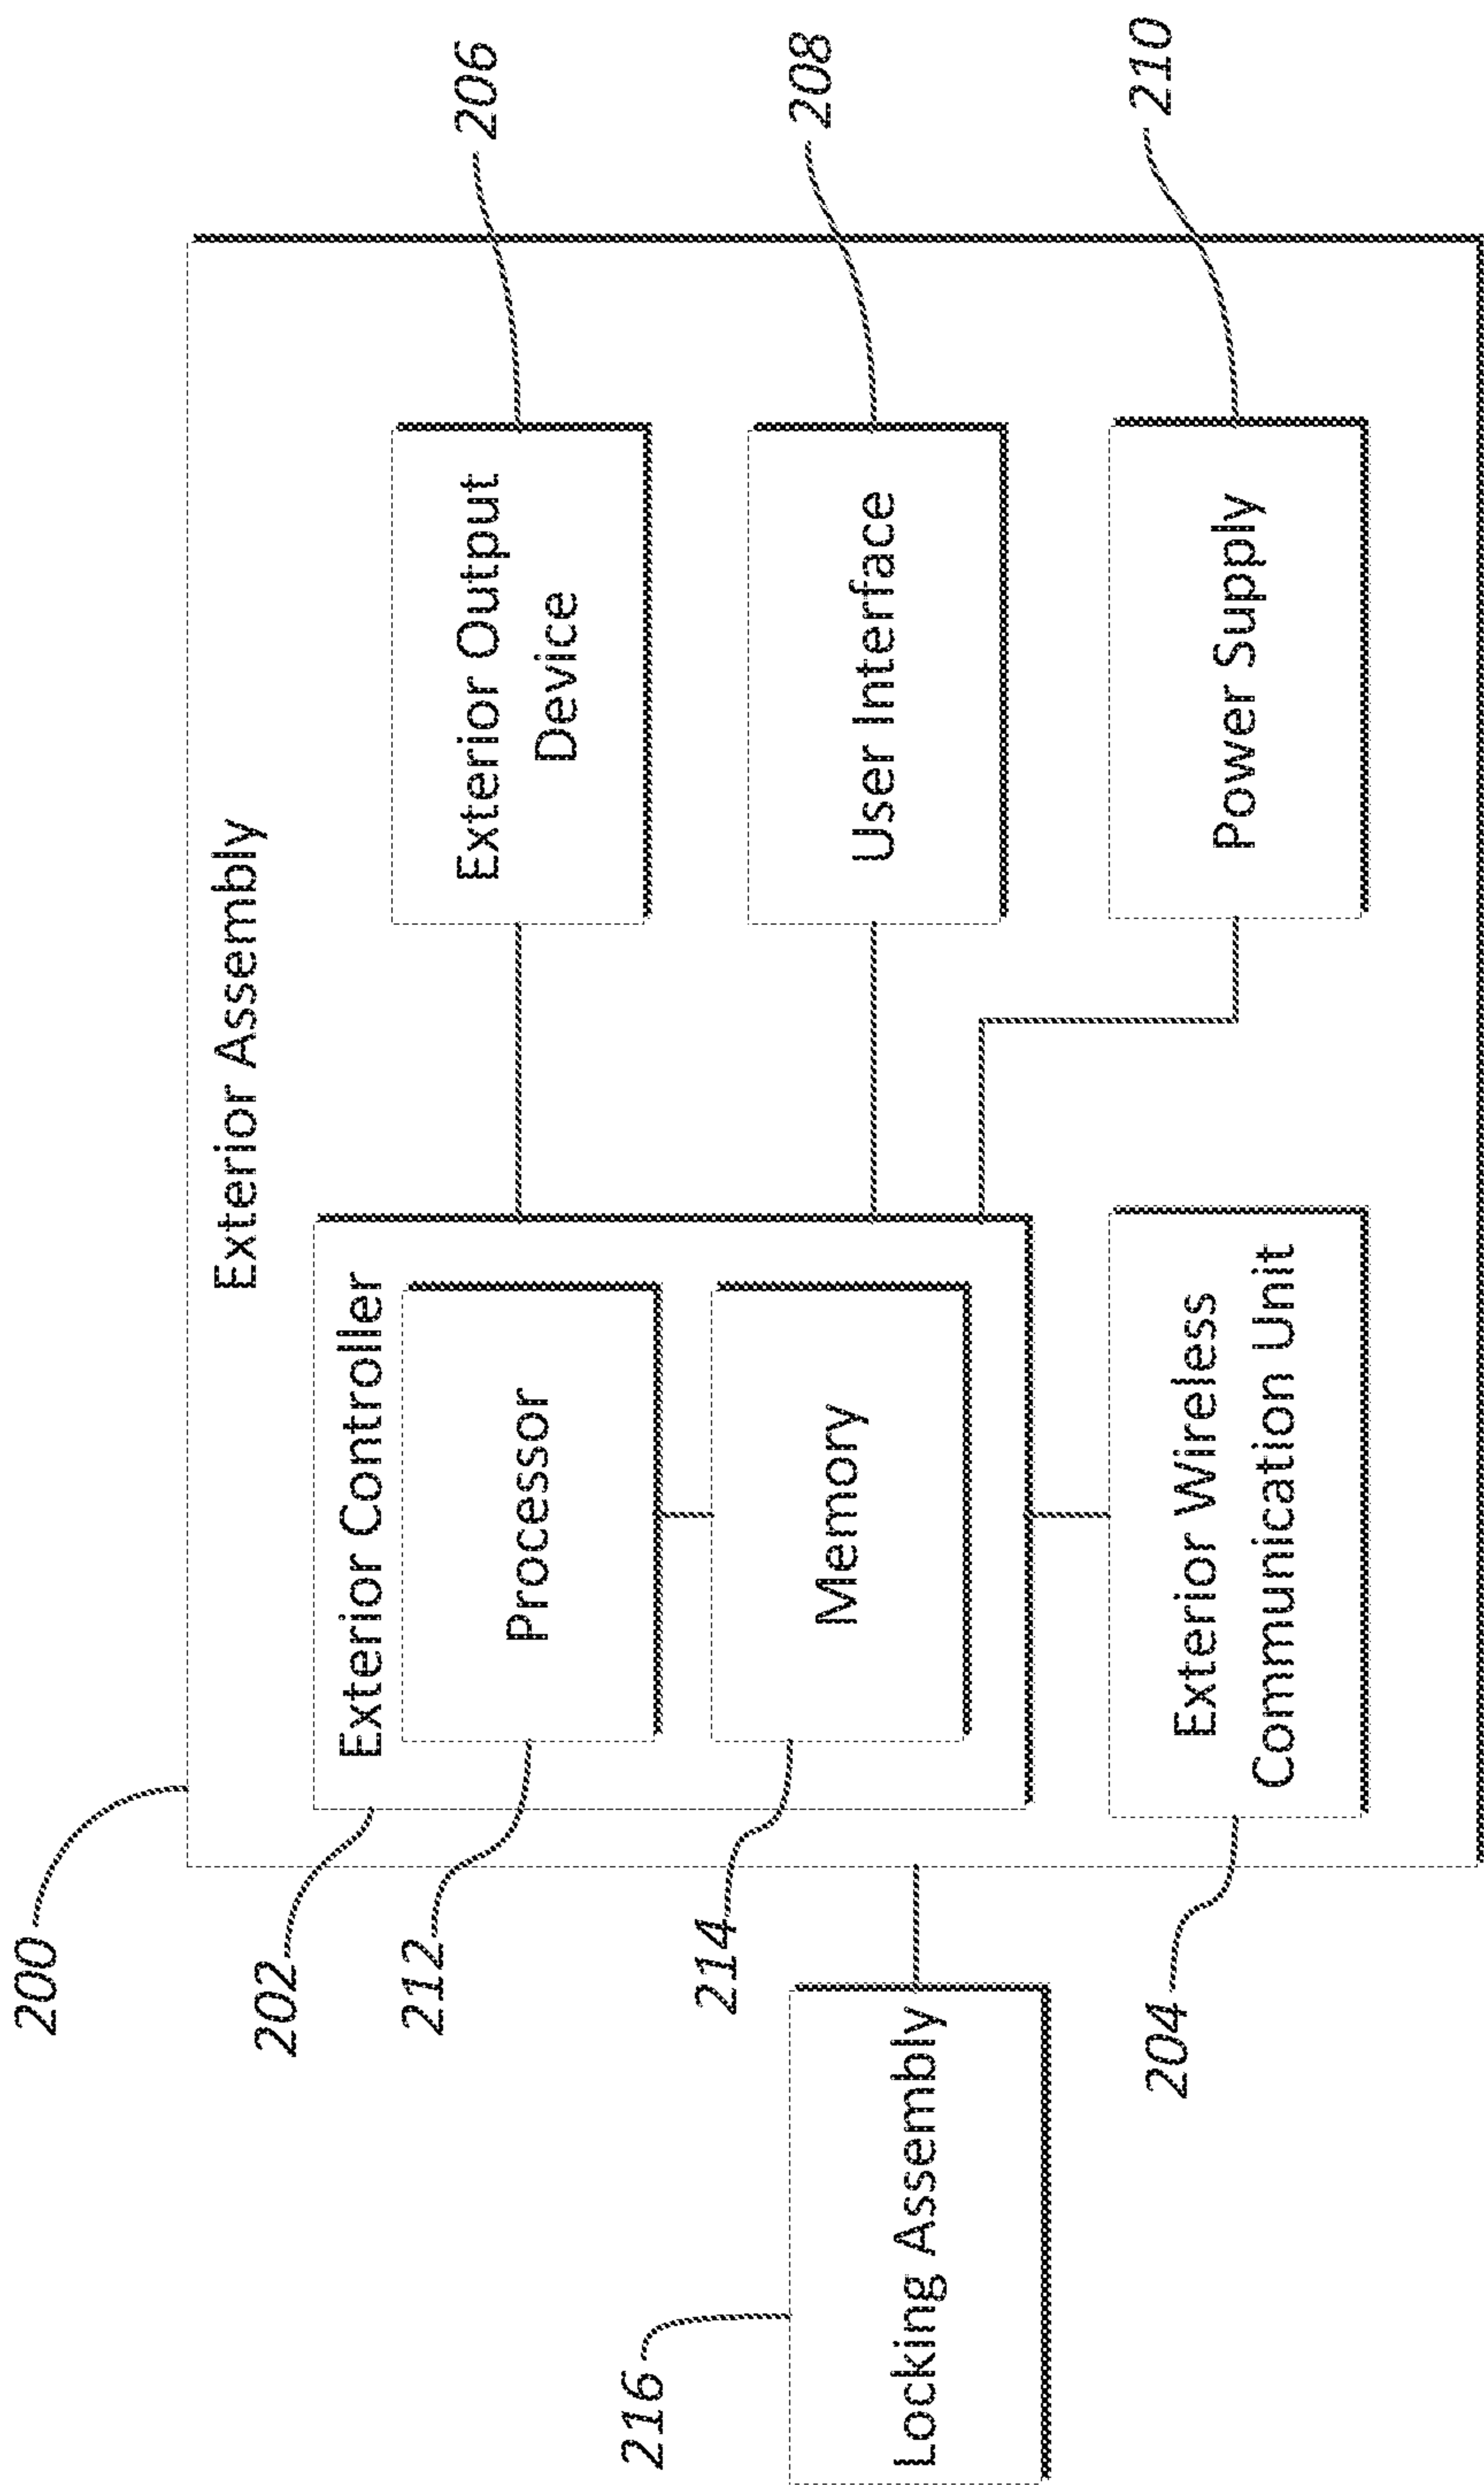 200
Exterior Assembly
202
Exterior Controller
206
Exterior Output
Device
212
Processor
208
User Interface
214
Memory
216
Locking Assembly
210
Power Supply
204
Exterior Wireless
Communication Unit